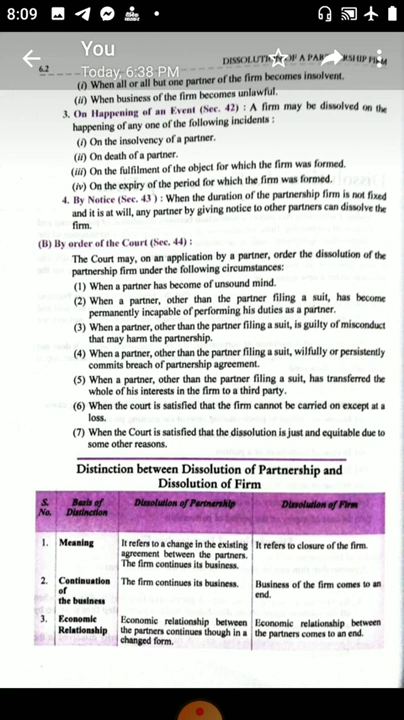 8:09
You
Today, 6:38 PM
6.2
DISSOLUTION OF A PARTNERSHIP FIRM
(i) When all or all but one partner of the firm becomes insolvent.
(ii) When business of the firm becomes unlawful.
3. On Happening of an Event (Sec. 42) : A firm may be dissolved on the
happening of any one of the following incidents :
(i) On the insolvency of a partner.
(ii) On death of a partner.
(iii) On the fulfilment of the object for which the firm was formed.
(iv) On the expiry of the period for which the firm was formed.
4. By Notice (Sec. 43 ) : When the duration of the partnership firm is not fixed
and it is at will, any partner by giving notice to other partners can dissolve the
firm.
(B) By order of the Court (Sec. 44) :
The Court may, on an application by a partner, order the dissolution of the
partnership firm under the following circumstances:
(1) When a partner has become of unsound mind.
(2) When a partner, other than the partner filing a suit, has become
permanently incapable of performing his duties as a partner.
(3) When a partner, other than the partner filing a suit, is guilty of misconduct
that may harm the partnership.
(4) When a partner, other than the partner filing a suit, wilfully or persistently
commits breach of partnership agreement.
(5) When a partner, other than the partner filing a suit, has transferred the
whole of his interests in the firm to a third party.
(6) When the court is satisfied that the firm cannot be carried on except at a
loss.
(7) When the Court is satisfied that the dissolution is just and equitable due to
some other reasons.
Distinction between Dissolution of Partnership and
Dissolution of Firm
S. Basis of Dissolution of Partnership Dissolution of Firm
No. Distinction
1. Meaning It refers to a change in the existing It refers to closure of the firm.
agreement between the partners.
The firm continues its business.
2. Continuation The firm continues its business. Business of the firm comes to an
of end.
the business
3. Economic Economic relationship between Economic relationship between
Relationship the partners continues though in a the partners comes to an end.
changed form.